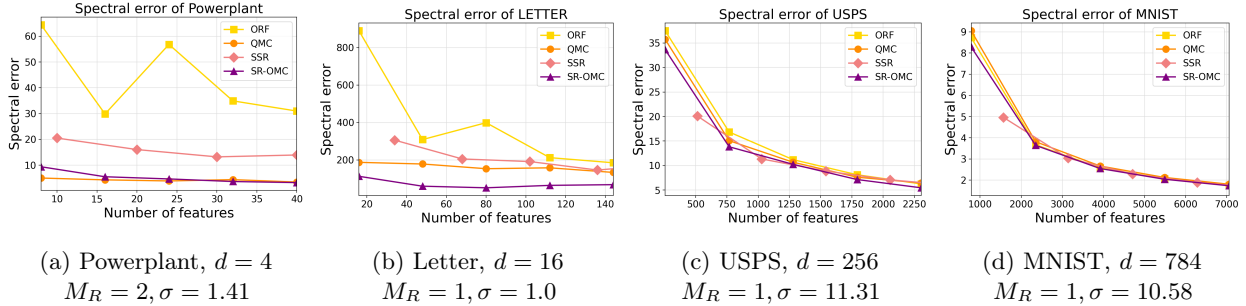 Spectral error of Powerplant
Spectral error
60
50
40
30
20
10
10
15
20
25
30
35
40
Number of features
ORF
QMC
SSR
SR-OMC
(a) Powerplant, d = 4
M_R = 2, σ = 1.41
Spectral error of LETTER
Spectral error
800
600
400
200
20
40
60
80
100
120
140
Number of features
ORF
QMC
SSR
SR-OMC
(b) Letter, d = 16
M_R = 1, σ = 1.0
Spectral error of USPS
Spectral error
35
30
25
20
15
10
5
500
750
1000
1250
1500
1750
2000
2250
Number of features
ORF
QMC
SSR
SR-OMC
(c) USPS, d = 256
M_R = 1, σ = 11.31
Spectral error of MNIST
Spectral error
9
8
7
6
5
4
3
2
1000
2000
3000
4000
5000
6000
7000
Number of features
ORF
QMC
SSR
SR-OMC
(d) MNIST, d = 784
M_R = 1, σ = 10.58